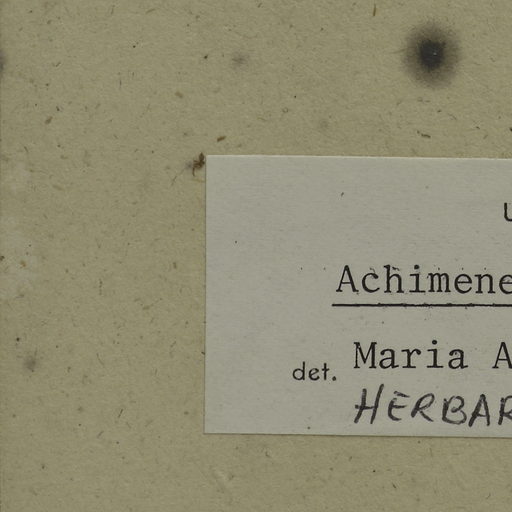 U
Achimene
det. Maria A
HERBAR